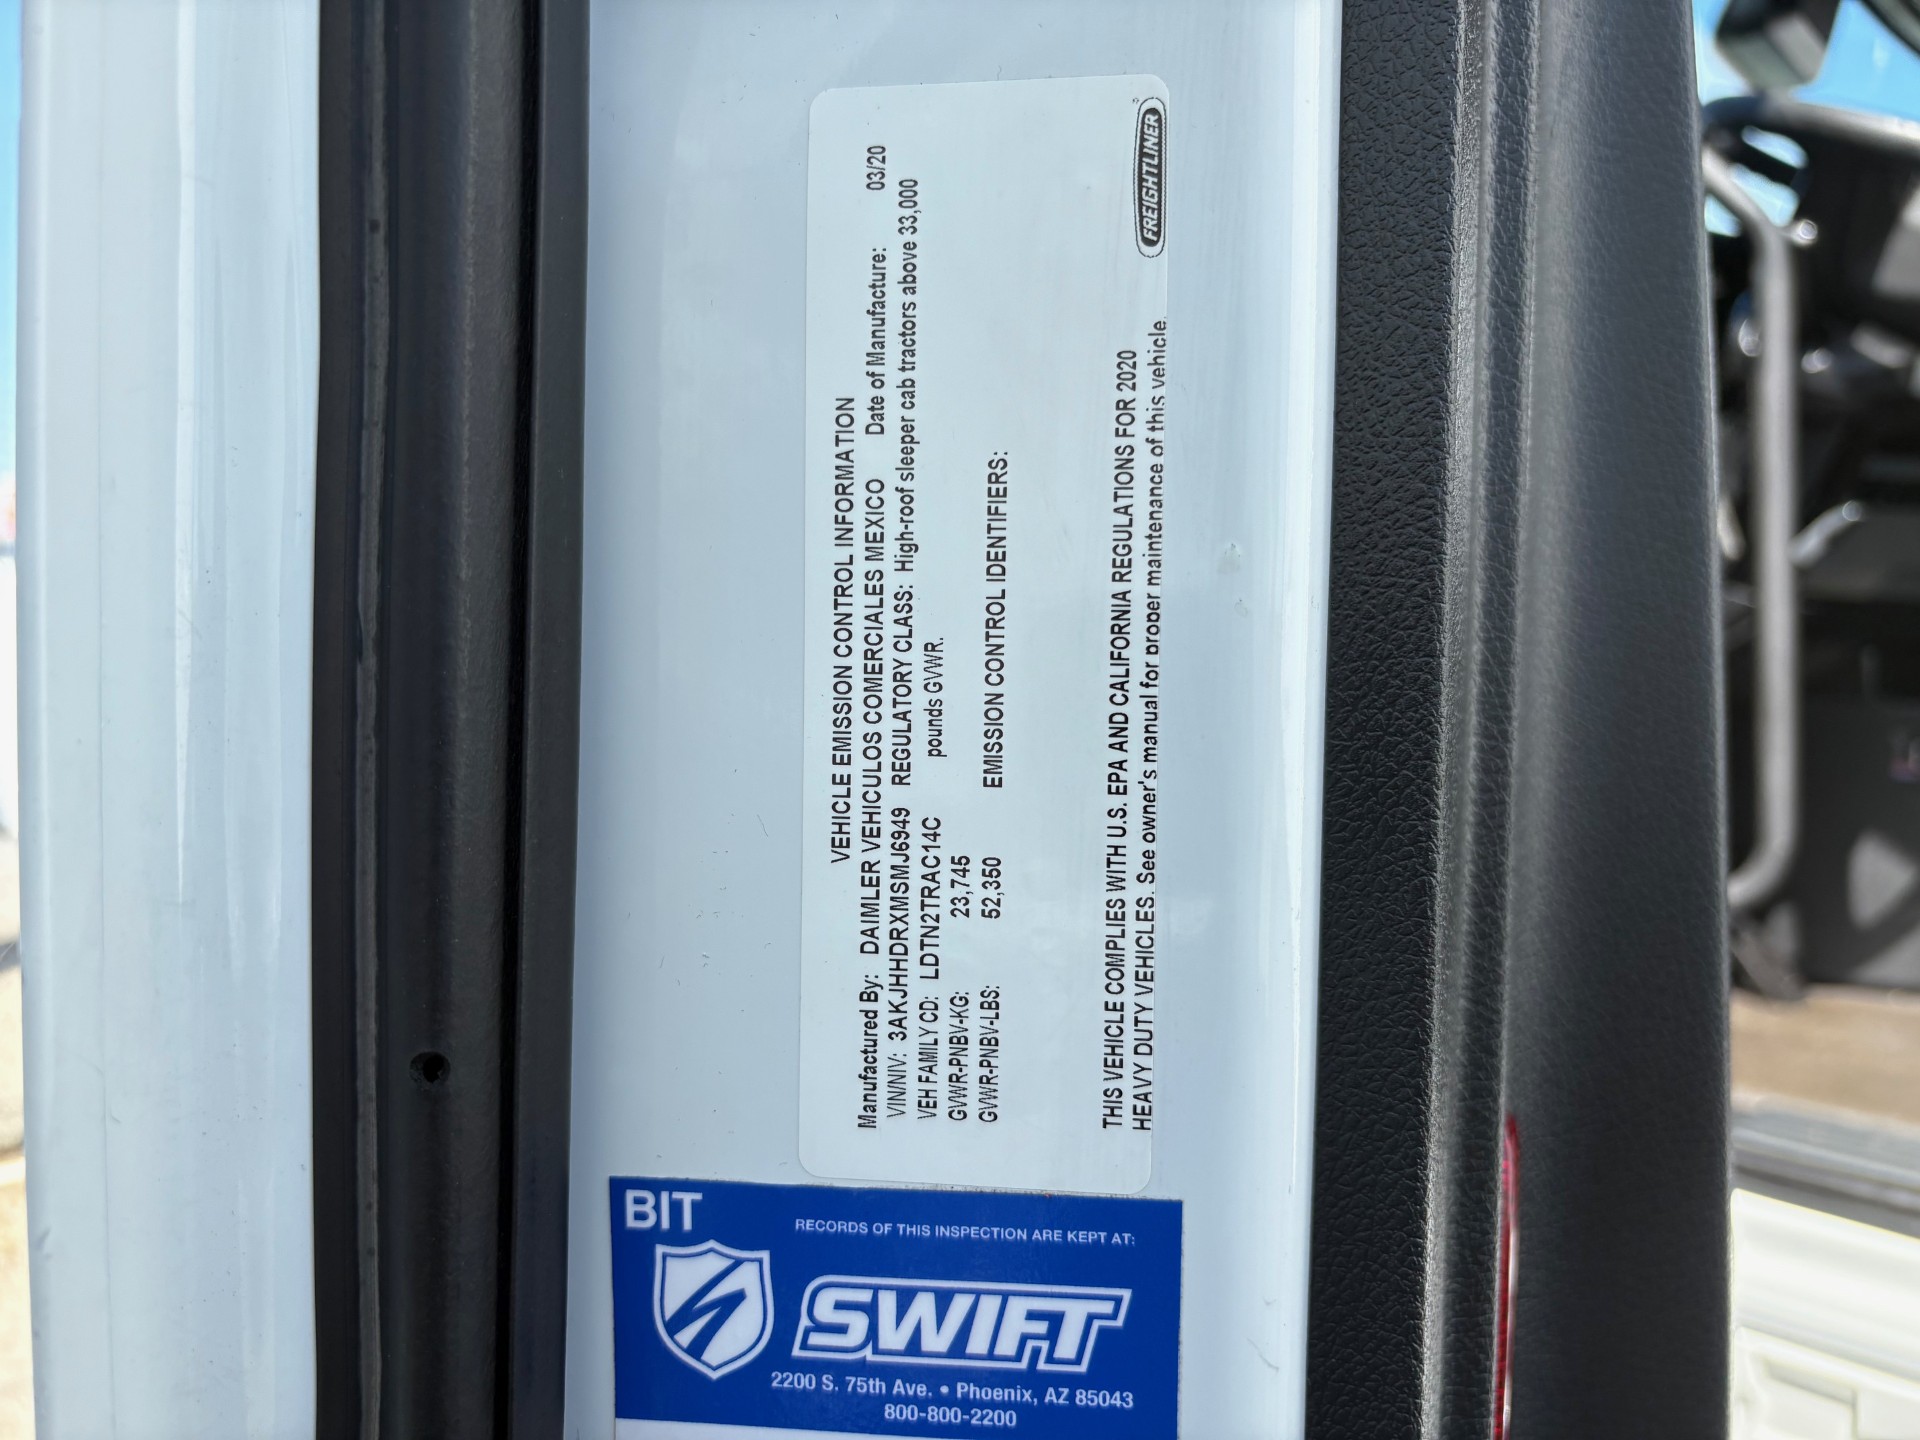 FREIGHTLINER
VEHICLE EMISSION CONTROL INFORMATION
Manufactured By: DAIMLER VEHICULOS COMERCIALES MEXICO Date of Manufacture: 03/20
VIN/NIV: 3AKJHHDRXMSMJ6949 REGULATORY CLASS: High-roof sleeper cab tractors above 33,000
VEH FAMILY CD: LDTN2TRAC14C pounds GVWR.
GVWR-PNBV-KG: 23,745
GVWR-PNBV-LBS: 52,350 EMISSION CONTROL IDENTIFIERS:
THIS VEHICLE COMPLIES WITH U.S. EPA AND CALIFORNIA REGULATIONS FOR 2020
HEAVY DUTY VEHICLES. See owner's manual for proper maintenance of this vehicle.
BIT
RECORDS OF THIS INSPECTION ARE KEPT AT:
SWIFT
2200 S. 75th Ave. • Phoenix, AZ 85043
800-800-2200